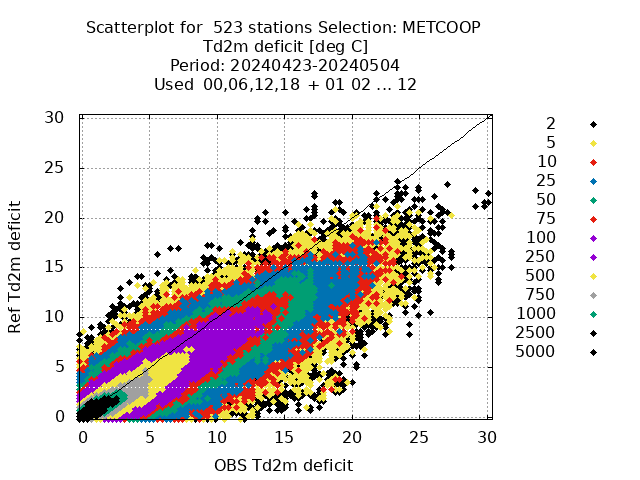 Scatterplot for  523 stations Selection: METCOOP
Td2m deficit [deg C]
Period: 20240423-20240504
Used  00,06,12,18 + 01 02 ... 12
Ref Td2m deficit
30
25
20
15
10
5
0
0 5 10 15 20 25 30
OBS Td2m deficit
2
5
10
25
50
75
100
250
500
750
1000
2500
5000